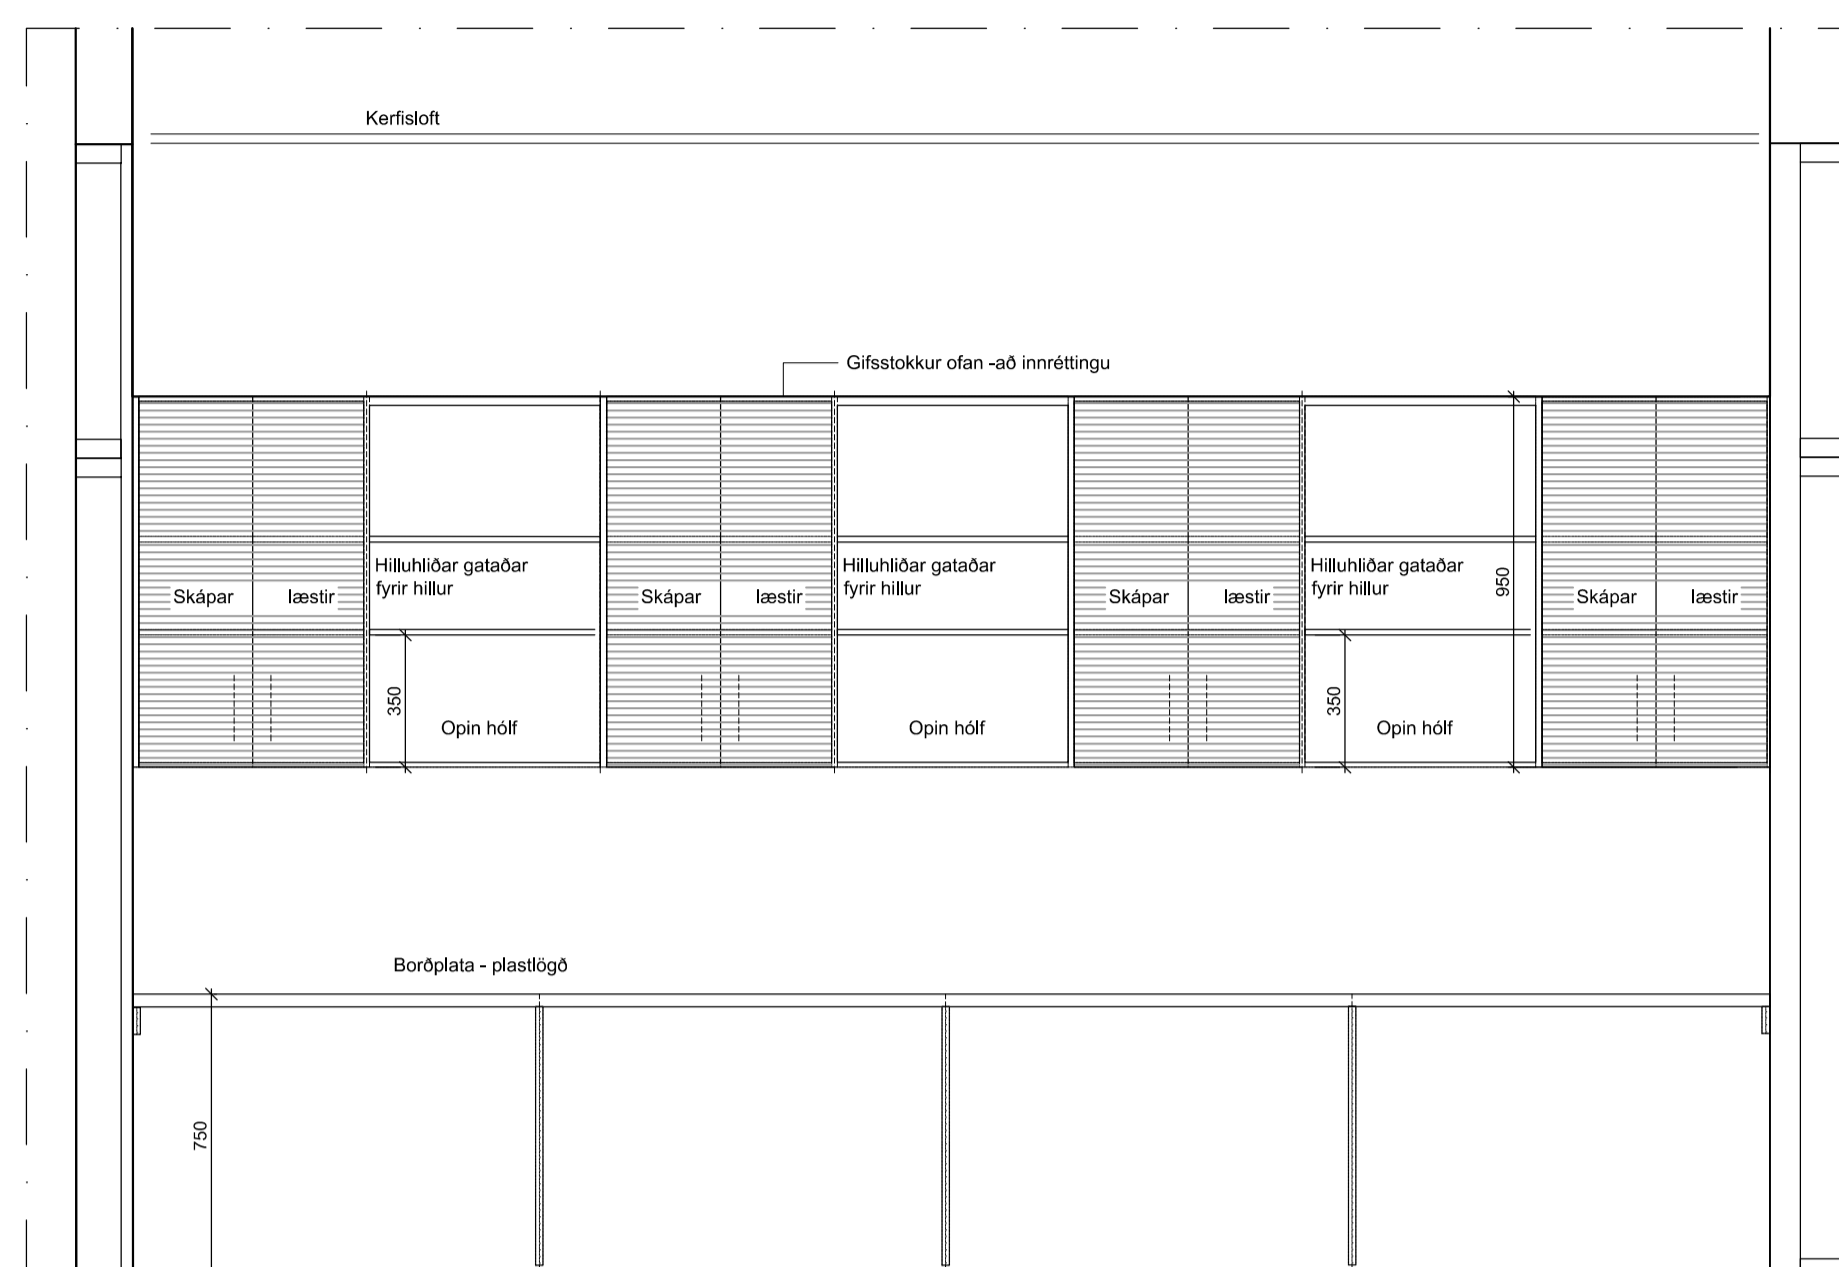 Kerfisloft
Gifsstokkur ofan -að innréttingu
Hilluhliðar gataðar
fyrir hillur
Hilluhliðar gataðar
fyrir hillur
Hilluhliðar gataðar
fyrir hillur
950
Skápar læstir
Skápar læstir
Skápar læstir
Skápar læstir
350
350
Opin hólf
Opin hólf
Opin hólf
Borðplata - plastlögð
750